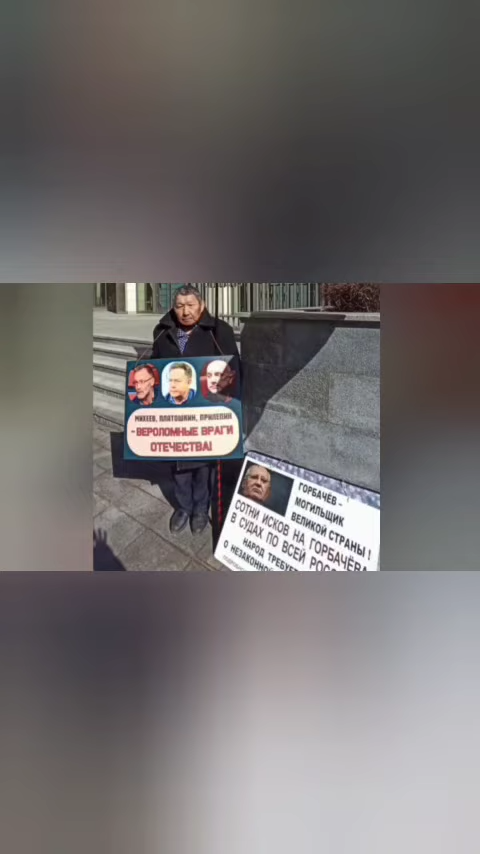 МИХЕЕВ, ПЛАТОШКИН, ПРИЛЕПИН
- ВЕРОЛОМНЫЕ ВРАГИ
ОТЕЧЕСТВА!
ГОРБАЧЁВ -
МОГИЛЬЩИК
ВЕЛИКОЙ СТРАНЫ!
СОТНИ ИСКОВ НА ГОРБАЧЁВА
В СУДАХ ПО ВСЕЙ
НАРОД ТРЕБУЕТ
О НЕЗАКОННОЙ